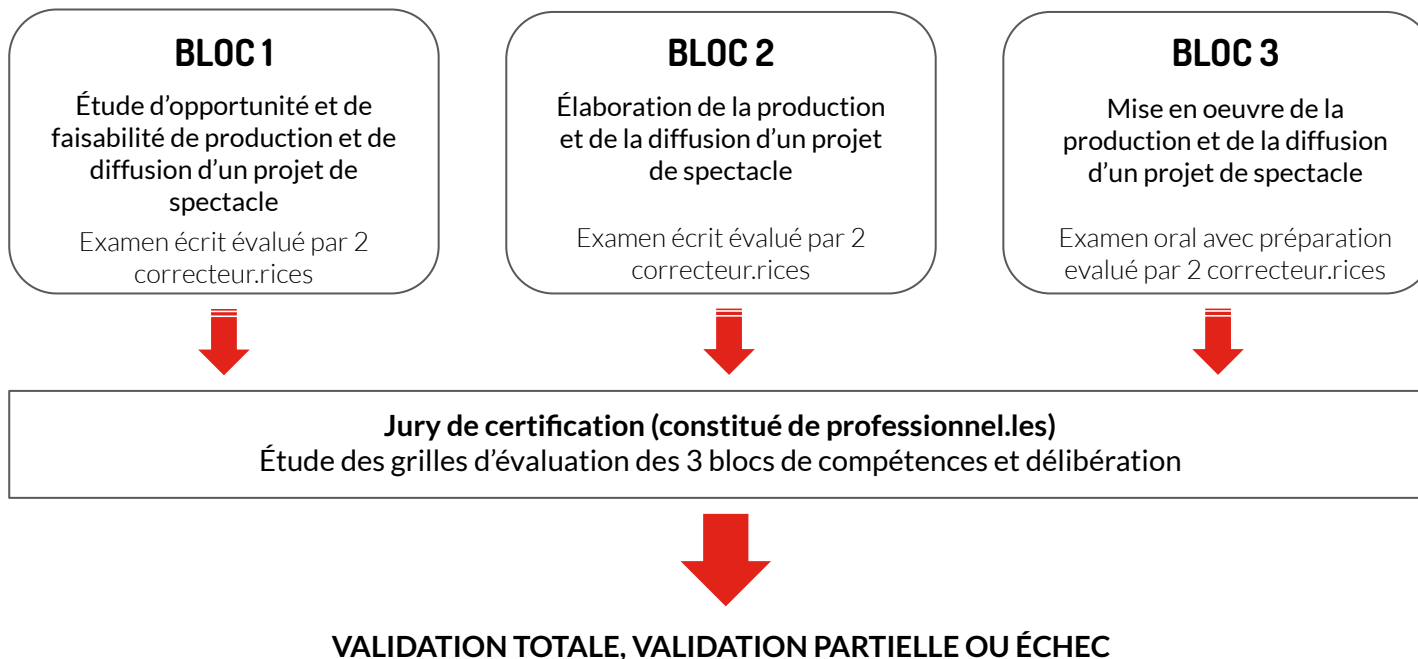 BLOC 1
Étude d’opportunité et de
faisabilité de production et de
diffusion d’un projet de
spectacle
Examen écrit évalué par 2
correcteur.rices
BLOC 2
Élaboration de la production
et de la diffusion d’un projet
de spectacle
Examen écrit évalué par 2
correcteur.rices
BLOC 3
Mise en oeuvre de la
production et de la diffusion
d’un projet de spectacle
Examen oral avec préparation
evalué par 2 correcteur.rices
Jury de certification (constitué de professionnel.les)
Étude des grilles d’évaluation des 3 blocs de compétences et délibération
VALIDATION TOTALE, VALIDATION PARTIELLE OU ÉCHEC